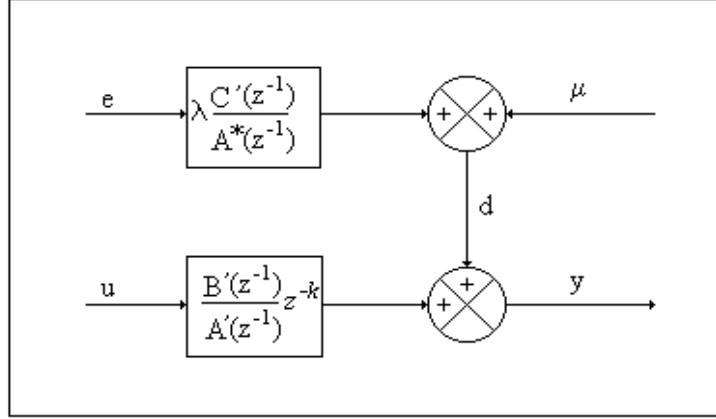 e
λ C′(z⁻¹)
A*(z⁻¹)
+ +
μ
d
u
B′(z⁻¹) z⁻ᵏ
A′(z⁻¹)
+
+
y